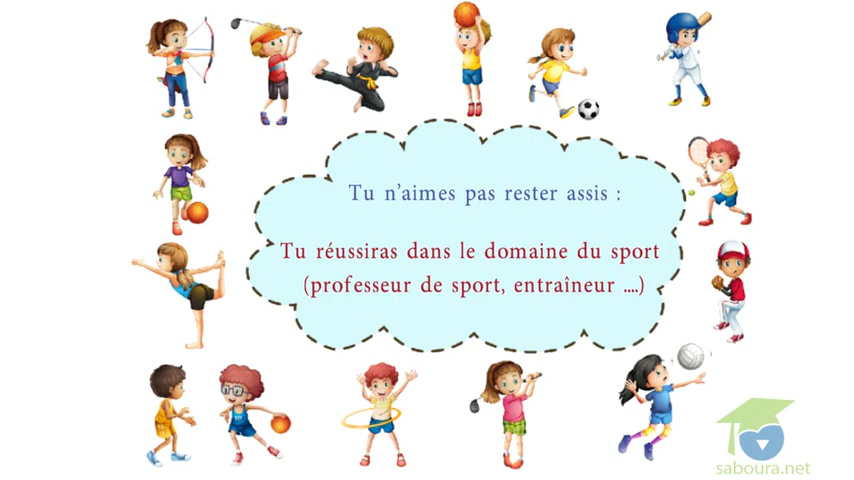 Tu n'aimes pas rester assis :
Tu réussiras dans le domaine du sport
(professeur de sport, entraîneur ....)
saboura.net